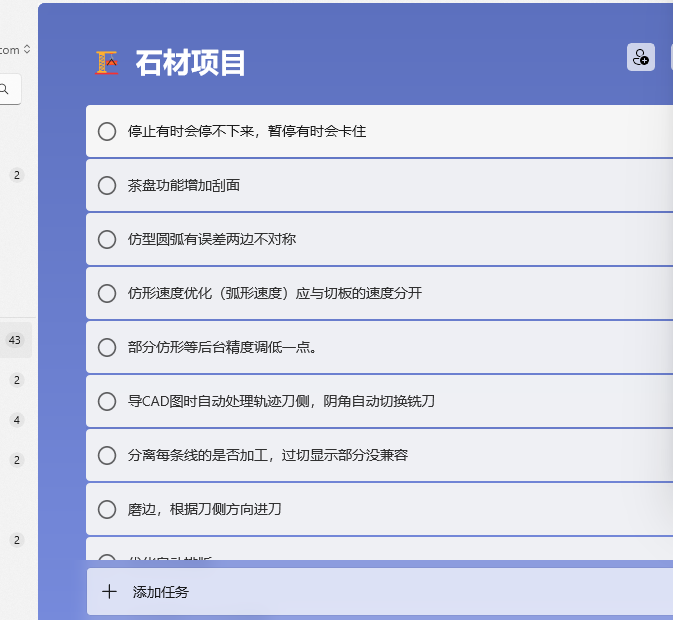 com
石材项目
停止有时会停不下来，暂停有时会卡住
2
茶盘功能增加刮面
仿型圆弧有误差两边不对称
仿形速度优化（弧形速度）应与切板的速度分开
43
部分仿形等后台精度调低一点。
2
导CAD图时自动处理轨迹刀侧，阴角自动切换铣刀
4
分离每条线的是否加工，过切显示部分没兼容
2
磨边，根据刀侧方向进刀
2
添加任务